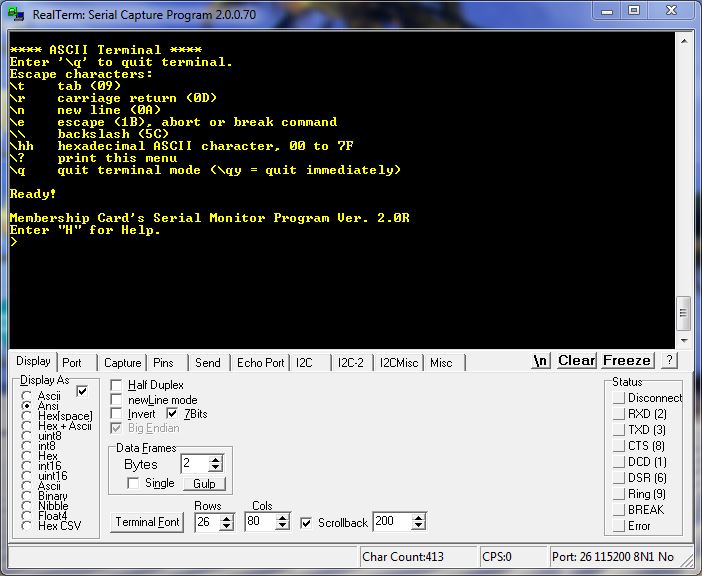 RealTerm: Serial Capture Program 2.0.0.70
**** ASCII Terminal ****
Enter '\q' to quit terminal.
Escape characters:
\t tab (09)
\r carriage return (0D)
\n new line (0A)
\e escape (1B), abort or break command
\\ backslash (5C)
\hh hexadecimal ASCII character, 00 to 7F
\? print this menu
\q quit terminal mode (\qy = quit immediately)
Ready!
Membership Card's Serial Monitor Program Ver. 2.0R
Enter "H" for Help.
>
Display Port Capture Pins Send Echo Port I2C I2C-2 I2CMisc Misc \n Clear Freeze ?
Display As
Ascii
Ansi
Hex[space]
Hex + Ascii
uint8
int8
Hex
int16
uint16
Ascii
Binary
Nibble
Float4
Hex CSV
Half Duplex
newLine mode
Invert 7Bits
Big Endian
Data Frames
Bytes 2
Single Gulp
Rows Cols
Terminal Font 26 80 Scrollback 200
Status
Disconnect
RXD (2)
TXD (3)
CTS (8)
DCD (1)
DSR (6)
Ring (9)
BREAK
Error
Char Count:413 CPS:0 Port: 26 115200 8N1 No